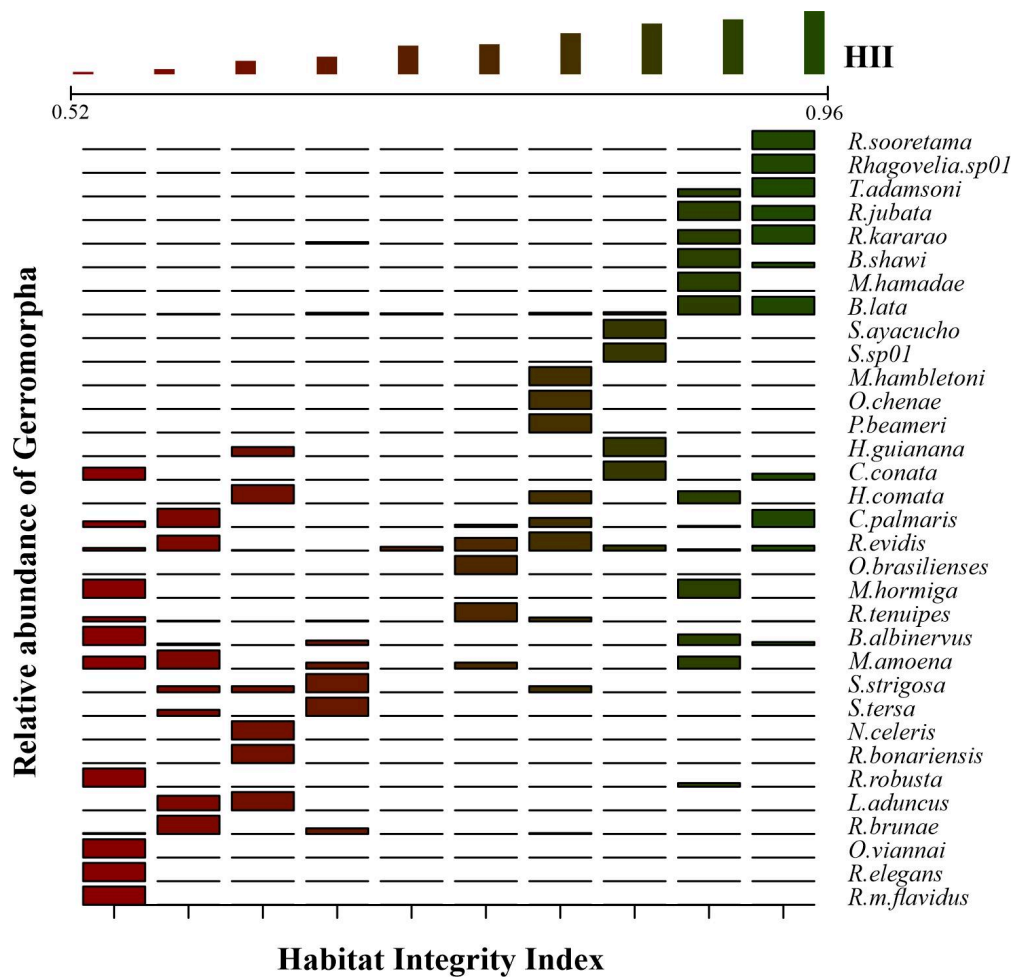 HII
0.52
0.96
R.sooretama
Rhagovelia.sp01
T.adamsoni
R.jubata
R.kararao
B.shawi
M.hamadae
B.lata
S.ayacucho
S.sp01
M.hambletoni
O.chenae
P.beameri
H.guianana
C.conata
H.comata
C.palmaris
R.evidis
O.brasilienses
M.hormiga
R.tenuipes
B.albinervus
M.amoena
S.strigosa
S.tersa
N.celeris
R.bonariensis
R.robusta
L.aduncus
R.brunae
O.viannai
R.elegans
R.m.flavidus
Relative abundance of Gerromorpha
Habitat Integrity Index